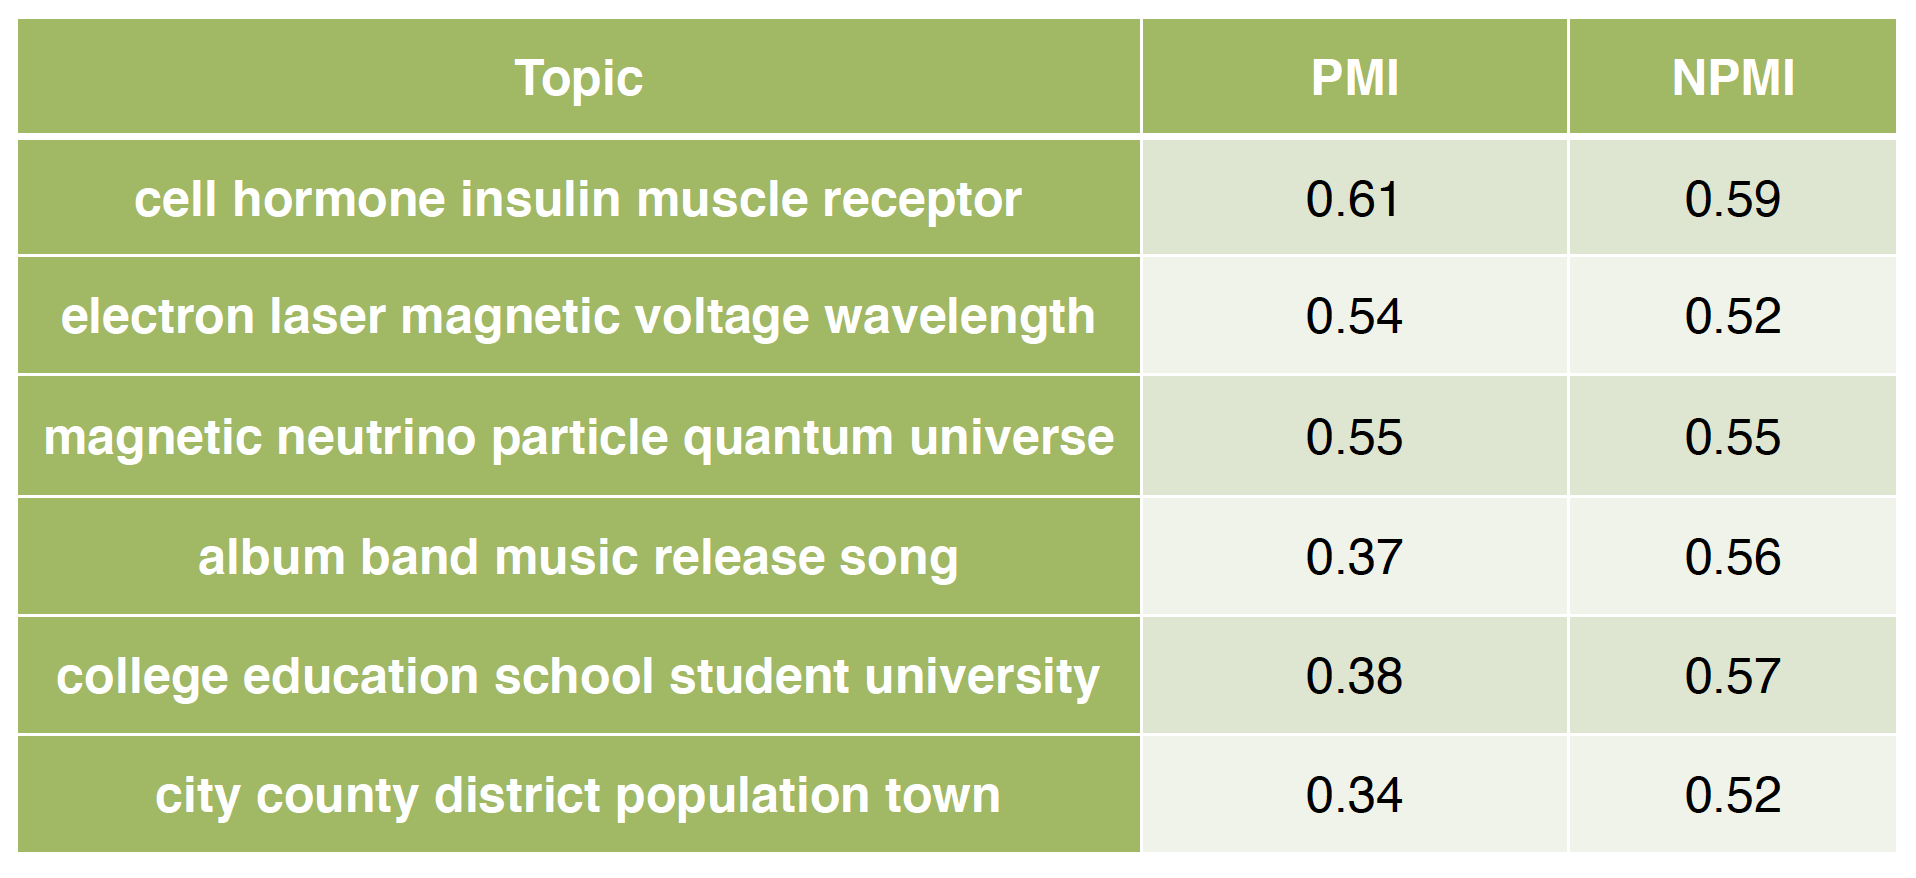 Topic PMI NPMI
cell hormone insulin muscle receptor 0.61 0.59
electron laser magnetic voltage wavelength 0.54 0.52
magnetic neutrino particle quantum universe 0.55 0.55
album band music release song 0.37 0.56
college education school student university 0.38 0.57
city county district population town 0.34 0.52